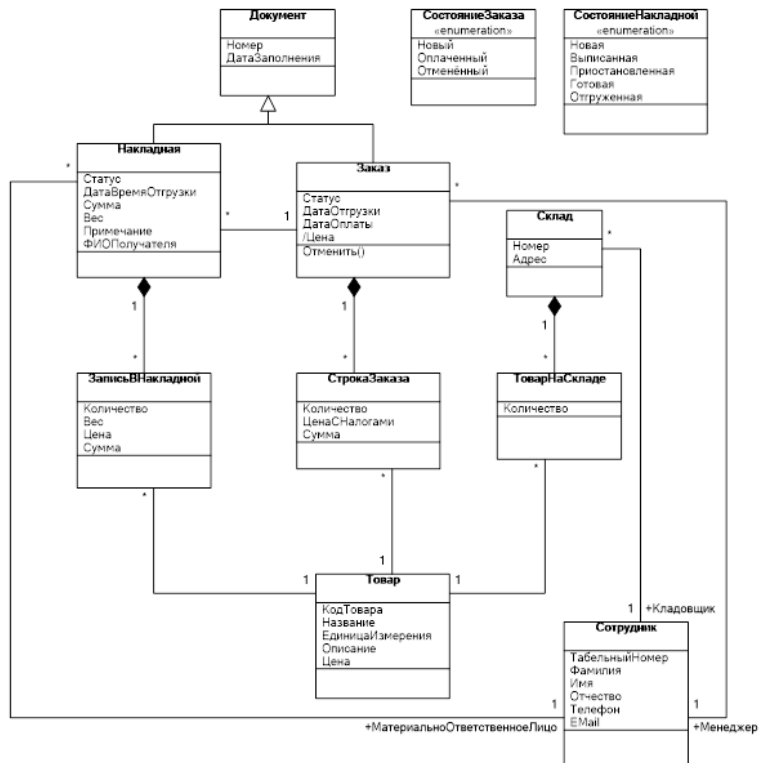 Документ
Номер
ДатаЗаполнения
СостояниеЗаказа
«enumeration»
Новый
Оплаченный
Отменённый
СостояниеНакладной
«enumeration»
Новая
Выписанная
Приостановленная
Готовая
Отгруженная
Накладная
Статус
ДатаВремяОтгрузки
Сумма
Вес
Примечание
ФИОПолучателя
Заказ
Статус
ДатаОтгрузки
ДатаОплаты
/Цена
Отменить()
Склад
Номер
Адрес
*
*
1
*
*
1
1
1
*
*
*
ЗаписьВНакладной
Количество
Вес
Цена
Сумма
СтрокаЗаказа
Количество
ЦенаСНалогами
Сумма
ТоварНаСкладе
Количество
*
*
*
1
1
1
Товар
КодТовара
Название
ЕдиницаИзмерения
Описание
Цена
1 +Кладовщик
Сотрудник
ТабельныйНомер
Фамилия
Имя
Отчество
Телефон
EMail
1
+МатериальноОтветственноеЛицо
1
+Менеджер